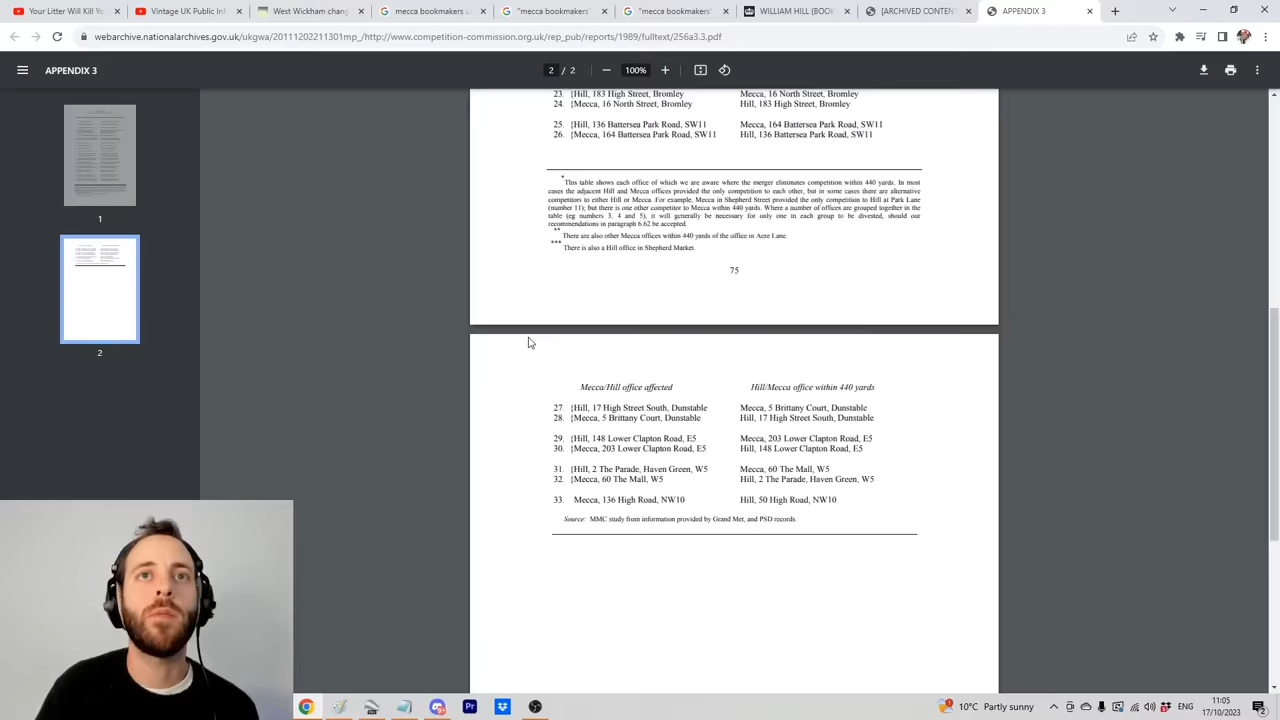 Your Litter Will Kill Yo
Vintage UK Public Inf
West Wickham chang
mecca bookmakers u
"mecca bookmakers"
"mecca bookmakers"
WILLIAM HILL (BOOK
[ARCHIVED CONTENT
APPENDIX 3
webarchive.nationalarchives.gov.uk/ukgwa/20111202211301mp_/http://www.competition-commission.org.uk/rep_pub/reports/1989/fulltext/256a3.3.pdf
APPENDIX 3
2 / 2
100%
1
2
23. {Hill, 183 High Street, Bromley Mecca, 16 North Street, Bromley
24. {Mecca, 16 North Street, Bromley Hill, 183 High Street, Bromley
25. {Hill, 136 Battersea Park Road, SW11 Mecca, 164 Battersea Park Road, SW11
26. {Mecca, 164 Battersea Park Road, SW11 Hill, 136 Battersea Park Road, SW11
*This table shows each office of which we are aware where the merger eliminates competition within 440 yards. In most
cases the adjacent Hill and Mecca offices provided the only competition to each other, but in some cases there are alternative
competitors to either Hill or Mecca. For example, Mecca in Shepherd Street provided the only competition to Hill at Park Lane
(number 11); but there is one other competitor to Mecca within 440 yards. Where a number of offices are grouped together in the
table (eg numbers 3, 4 and 5), it will generally be necessary for only one in each group to be divested, should our
recommendations in paragraph 6.62 be accepted.
** There are also other Mecca offices within 440 yards of the office in Acre Lane.
*** There is also a Hill office in Shepherd Market.
75
Mecca/Hill office affected Hill/Mecca office within 440 yards
27. {Hill, 17 High Street South, Dunstable Mecca, 5 Brittany Court, Dunstable
28. {Mecca, 5 Brittany Court, Dunstable Hill, 17 High Street South, Dunstable
29. {Hill, 148 Lower Clapton Road, E5 Mecca, 203 Lower Clapton Road, E5
30. {Mecca, 203 Lower Clapton Road, E5 Hill, 148 Lower Clapton Road, E5
31. {Hill, 2 The Parade, Haven Green, W5 Mecca, 60 The Mall, W5
32. {Mecca, 60 The Mall, W5 Hill, 2 The Parade, Haven Green, W5
33. Mecca, 136 High Road, NW10 Hill, 50 High Road, NW10
Source: MMC study from information provided by Grand Met, and PSD records.
Pr
10°C Partly sunny
ENG
11:05
17/10/2023